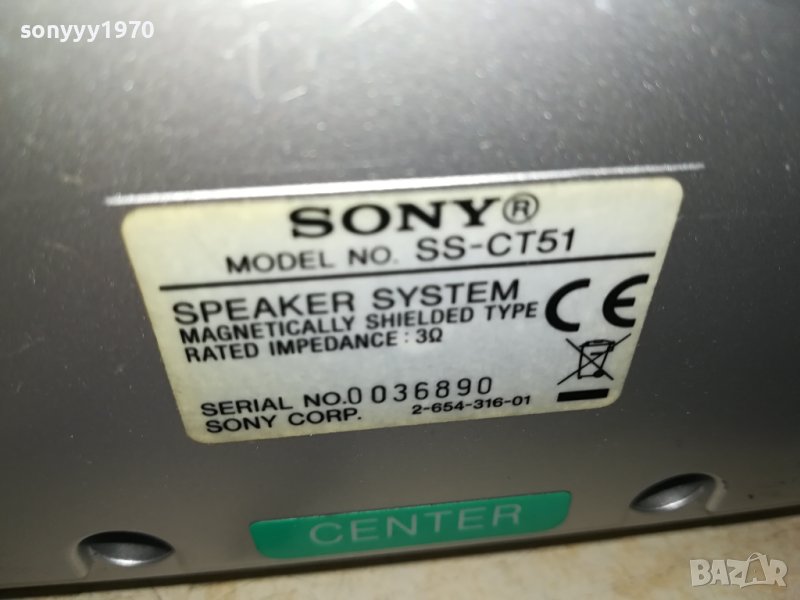 sonyyy1970
SONY®
MODEL NO. SS-CT51
SPEAKER SYSTEM
MAGNETICALLY SHIELDED TYPE
RATED IMPEDANCE : 3Ω
CE
SERIAL NO.0036890
SONY CORP. 2-654-316-01
CENTER
BAZAR